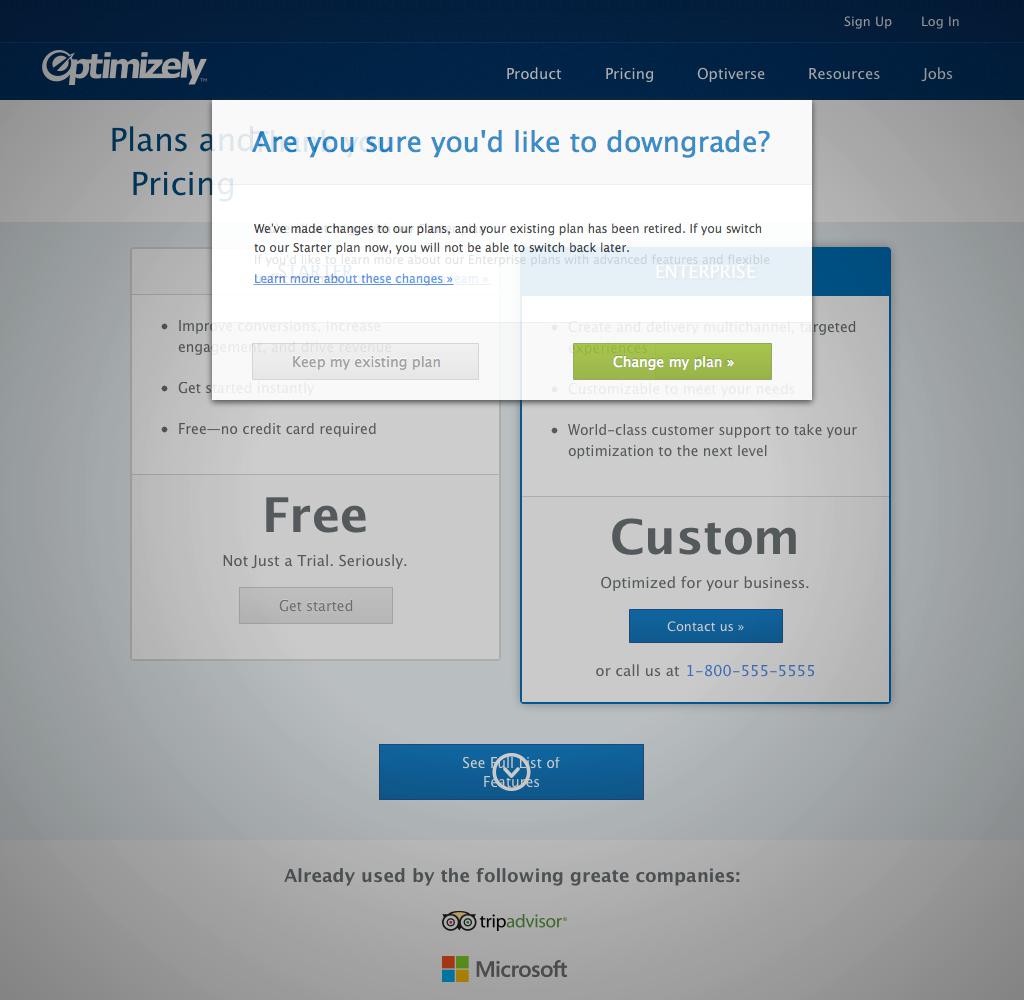 Sign Up Log In
Optimizely™
Product Pricing Optiverse Resources Jobs
Plans and
Pricing
Thank you
Are you sure you'd like to downgrade?
We've made changes to our plans, and your existing plan has been retired. If you switch
to our Starter plan now, you will not be able to switch back later.
If you'd like to learn more about our Enterprise plans with advanced features and flexible
Learn more about these changes »
team »
Keep my existing plan
Change my plan »
STARTER
Improve conversions, increase
engagement, and drive revenue
Get started instantly
Free—no credit card required
Free
Not Just a Trial. Seriously.
Get started
ENTERPRISE
Create and delivery multichannel, targeted
experiences
Customizable to meet your needs
World-class customer support to take your
optimization to the next level
Custom
Optimized for your business.
Contact us »
or call us at 1-800-555-5555
See Full List of
Features
Already used by the following greate companies:
tripadvisor®
Microsoft